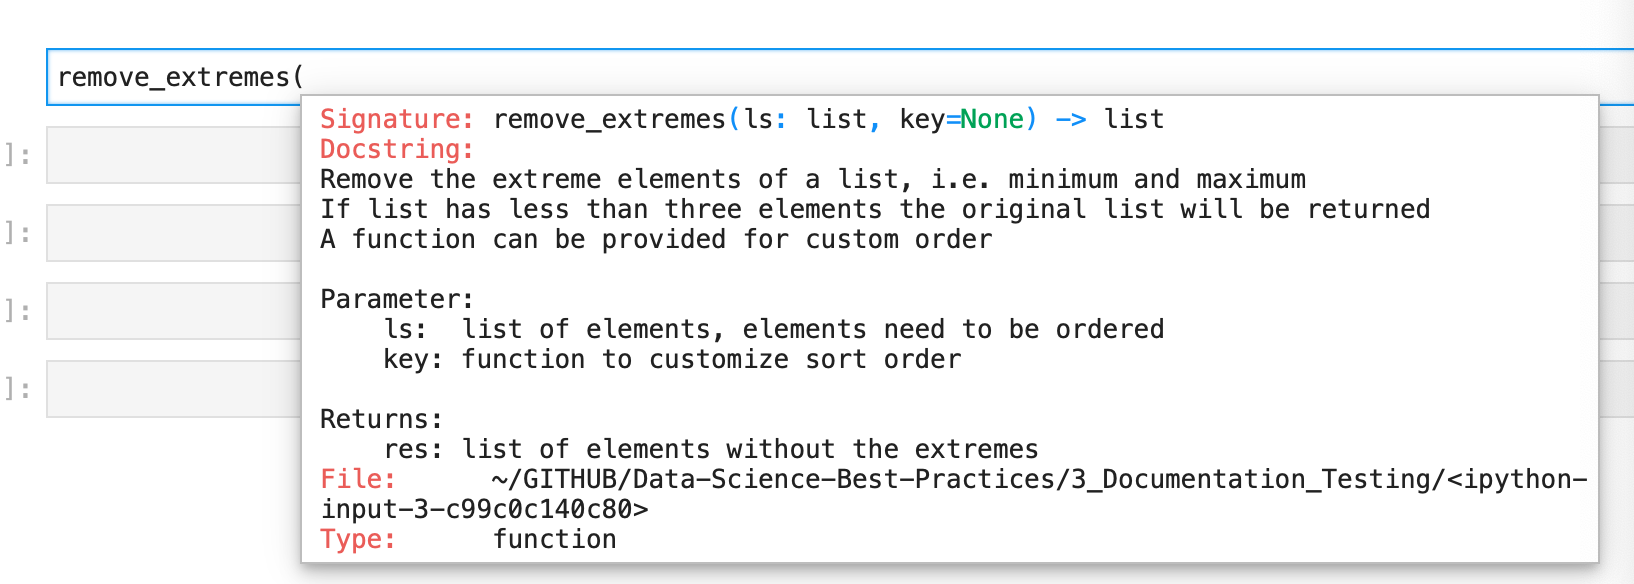 remove_extremes(
Signature: remove_extremes(ls: list, key=None) -> list
Docstring:
Remove the extreme elements of a list, i.e. minimum and maximum
If list has less than three elements the original list will be returned
A function can be provided for custom order
Parameter:
ls: list of elements, elements need to be ordered
key: function to customize sort order
Returns:
res: list of elements without the extremes
File: ~/GITHUB/Data-Science-Best-Practices/3_Documentation_Testing/<ipython-
input-3-c99c0c140c80>
Type: function
]:
]:
]:
]: